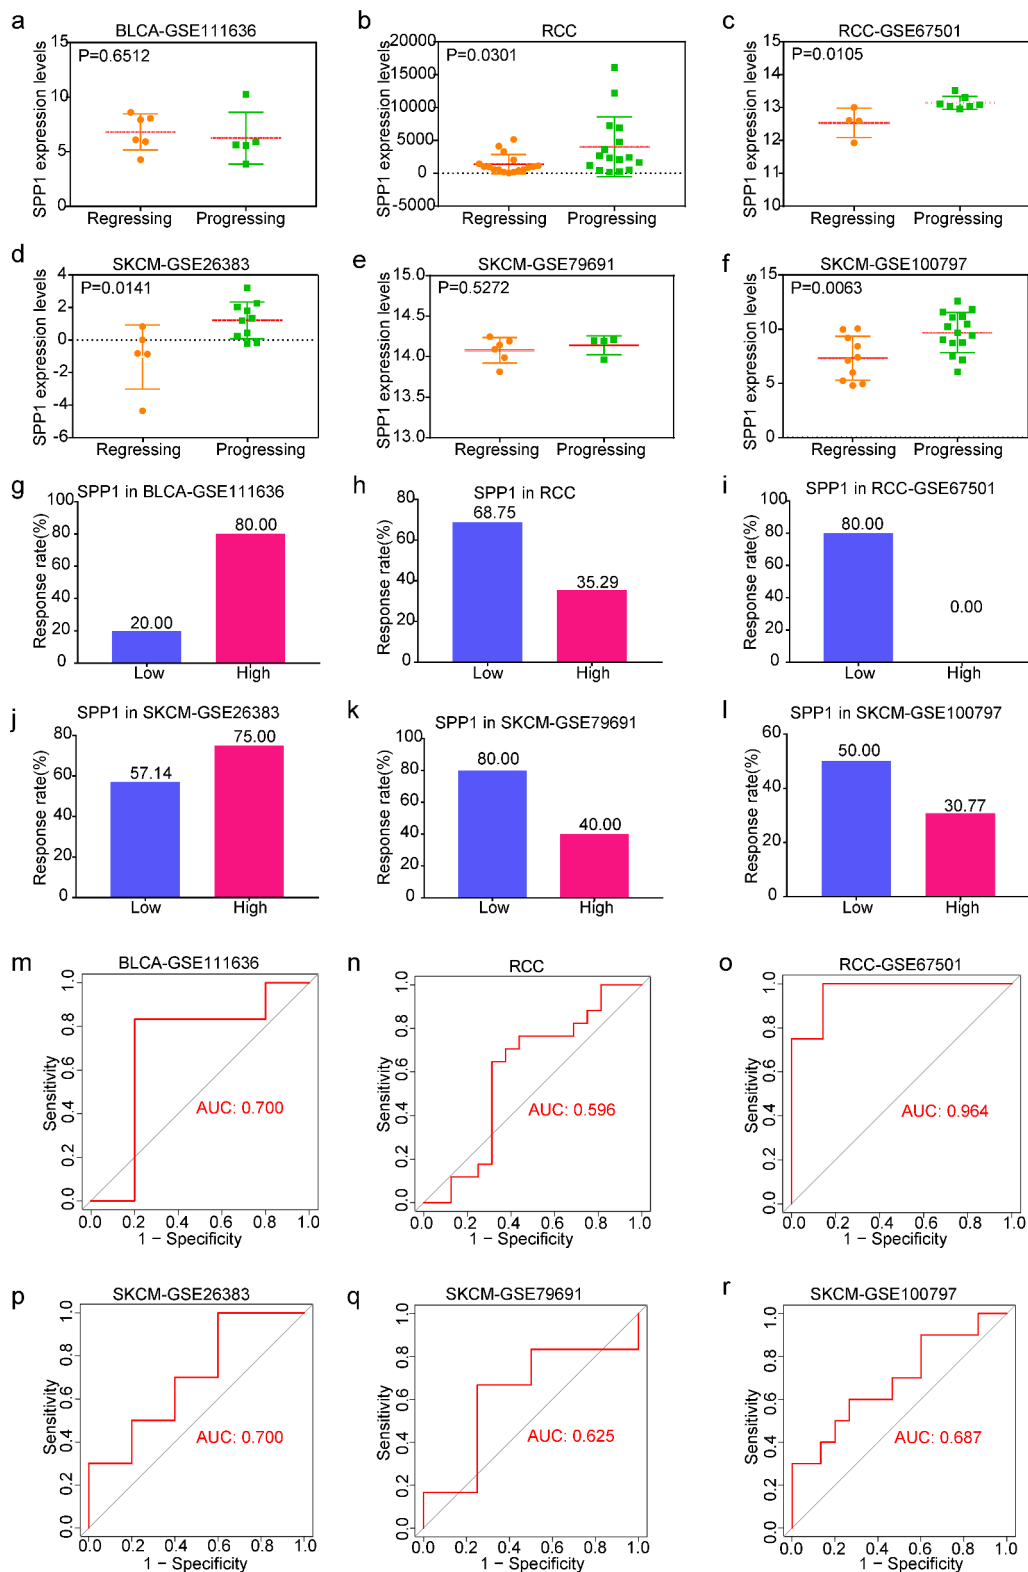 a
BLCA-GSE111636
P=0.6512
SPP1 expression levels
15
10
5
0
Regressing Progressing
b
RCC
P=0.0301
SPP1 expression levels
20000
15000
10000
5000
0
-5000
Regressing Progressing
c
RCC-GSE67501
P=0.0105
SPP1 expression levels
15
14
13
12
11
10
Regressing Progressing
d
SKCM-GSE26383
P=0.0141
SPP1 expression levels
4
2
0
-2
-4
-6
Regressing Progressing
e
SKCM-GSE79691
P=0.5272
SPP1 expression levels
15.0
14.5
14.0
13.5
13.0
Regressing Progressing
f
SKCM-GSE100797
P=0.0063
SPP1 expression levels
15
10
5
0
Regressing Progressing
g
SPP1 in BLCA-GSE111636
Response rate(%)
100
80
60
40
20
0
20.00
80.00
Low High
h
SPP1 in RCC
Response rate(%)
80
60
40
20
0
68.75
35.29
Low High
i
SPP1 in RCC-GSE67501
Response rate(%)
100
80
60
40
20
0
80.00
0.00
Low High
j
SPP1 in SKCM-GSE26383
Response rate(%)
80
60
40
20
0
57.14
75.00
Low High
k
SPP1 in SKCM-GSE79691
Response rate(%)
100
80
60
40
20
0
80.00
40.00
Low High
l
SPP1 in SKCM-GSE100797
Response rate(%)
60
40
20
0
50.00
30.77
Low High
m
BLCA-GSE111636
Sensitivity
0.0 0.2 0.4 0.6 0.8 1.0
AUC: 0.700
0.0 0.2 0.4 0.6 0.8 1.0
1 − Specificity
n
RCC
Sensitivity
0.0 0.2 0.4 0.6 0.8 1.0
AUC: 0.596
0.0 0.2 0.4 0.6 0.8 1.0
1 − Specificity
o
RCC-GSE67501
Sensitivity
0.0 0.2 0.4 0.6 0.8 1.0
AUC: 0.964
0.0 0.2 0.4 0.6 0.8 1.0
1 − Specificity
p
SKCM-GSE26383
Sensitivity
0.0 0.2 0.4 0.6 0.8 1.0
AUC: 0.700
0.0 0.2 0.4 0.6 0.8 1.0
1 − Specificity
q
SKCM-GSE79691
Sensitivity
0.0 0.2 0.4 0.6 0.8 1.0
AUC: 0.625
0.0 0.2 0.4 0.6 0.8 1.0
1 − Specificity
r
SKCM-GSE100797
Sensitivity
0.0 0.2 0.4 0.6 0.8 1.0
AUC: 0.687
0.0 0.2 0.4 0.6 0.8 1.0
1 − Specificity